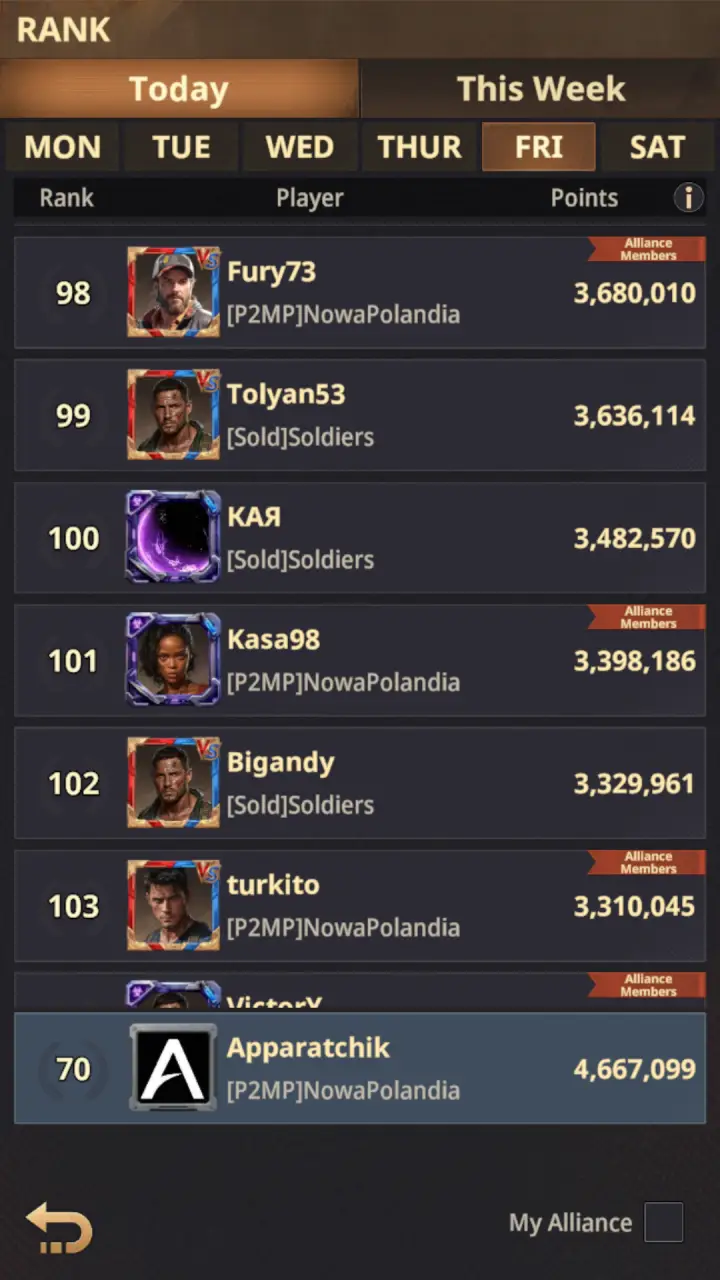 RANK
Today
This Week
MON
TUE
WED
THUR
FRI
SAT
Rank
Player
Points
Alliance
Members
98
Fury73
3,680,010
[P2MP]NowaPolandia
99
Tolyan53
3,636,114
[Sold]Soldiers
100
КАЯ
3,482,570
[Sold]Soldiers
Alliance
Members
101
Kasa98
3,398,186
[P2MP]NowaPolandia
102
Bigandy
3,329,961
[Sold]Soldiers
Alliance
Members
103
turkito
3,310,045
[P2MP]NowaPolandia
Alliance
Members
VictorY
70
Apparatchik
4,667,099
[P2MP]NowaPolandia
My Alliance